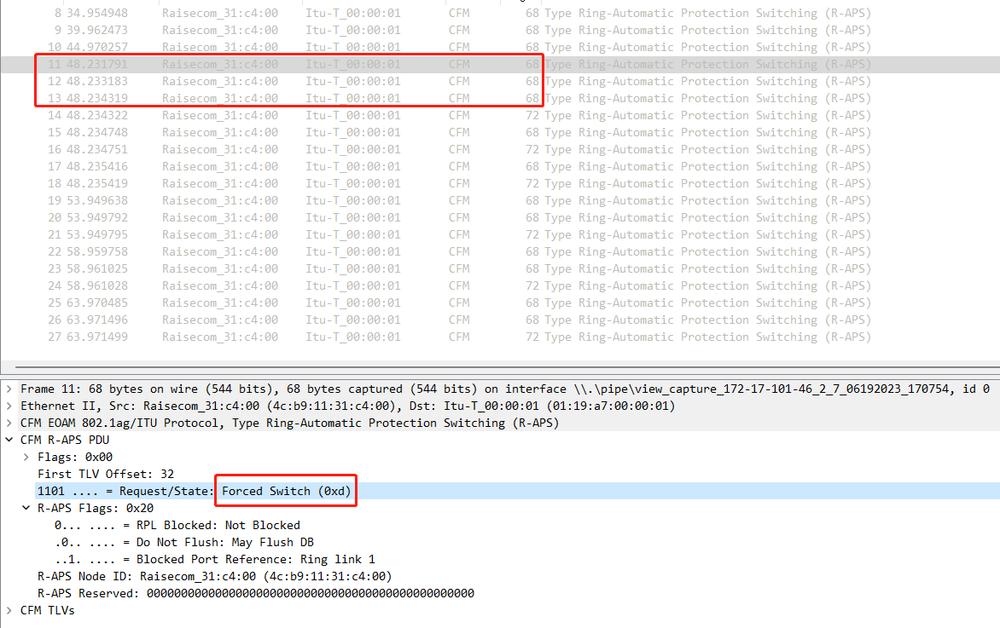 8 34.954948 Raisecom_31:c4:00 Itu-T_00:00:01 CFM 68 Type Ring-Automatic Protection Switching (R-APS)
9 39.962473 Raisecom_31:c4:00 Itu-T_00:00:01 CFM 68 Type Ring-Automatic Protection Switching (R-APS)
10 44.970257 Raisecom_31:c4:00 Itu-T_00:00:01 CFM 68 Type Ring-Automatic Protection Switching (R-APS)
11 48.231791 Raisecom_31:c4:00 Itu-T_00:00:01 CFM 68 Type Ring-Automatic Protection Switching (R-APS)
12 48.233183 Raisecom_31:c4:00 Itu-T_00:00:01 CFM 68 Type Ring-Automatic Protection Switching (R-APS)
13 48.234319 Raisecom_31:c4:00 Itu-T_00:00:01 CFM 68 Type Ring-Automatic Protection Switching (R-APS)
14 48.234322 Raisecom_31:c4:00 Itu-T_00:00:01 CFM 72 Type Ring-Automatic Protection Switching (R-APS)
15 48.234748 Raisecom_31:c4:00 Itu-T_00:00:01 CFM 68 Type Ring-Automatic Protection Switching (R-APS)
16 48.234751 Raisecom_31:c4:00 Itu-T_00:00:01 CFM 72 Type Ring-Automatic Protection Switching (R-APS)
17 48.235416 Raisecom_31:c4:00 Itu-T_00:00:01 CFM 68 Type Ring-Automatic Protection Switching (R-APS)
18 48.235419 Raisecom_31:c4:00 Itu-T_00:00:01 CFM 72 Type Ring-Automatic Protection Switching (R-APS)
19 53.949638 Raisecom_31:c4:00 Itu-T_00:00:01 CFM 68 Type Ring-Automatic Protection Switching (R-APS)
20 53.949792 Raisecom_31:c4:00 Itu-T_00:00:01 CFM 68 Type Ring-Automatic Protection Switching (R-APS)
21 53.949795 Raisecom_31:c4:00 Itu-T_00:00:01 CFM 72 Type Ring-Automatic Protection Switching (R-APS)
22 58.959758 Raisecom_31:c4:00 Itu-T_00:00:01 CFM 68 Type Ring-Automatic Protection Switching (R-APS)
23 58.961025 Raisecom_31:c4:00 Itu-T_00:00:01 CFM 68 Type Ring-Automatic Protection Switching (R-APS)
24 58.961028 Raisecom_31:c4:00 Itu-T_00:00:01 CFM 72 Type Ring-Automatic Protection Switching (R-APS)
25 63.970485 Raisecom_31:c4:00 Itu-T_00:00:01 CFM 68 Type Ring-Automatic Protection Switching (R-APS)
26 63.971496 Raisecom_31:c4:00 Itu-T_00:00:01 CFM 68 Type Ring-Automatic Protection Switching (R-APS)
27 63.971499 Raisecom_31:c4:00 Itu-T_00:00:01 CFM 72 Type Ring-Automatic Protection Switching (R-APS)
Frame 11: 68 bytes on wire (544 bits), 68 bytes captured (544 bits) on interface \\.\pipe\view_capture_172-17-101-46_2_7_06192023_170754, id 0
Ethernet II, Src: Raisecom_31:c4:00 (4c:b9:11:31:c4:00), Dst: Itu-T_00:00:01 (01:19:a7:00:00:01)
CFM EOAM 802.1ag/ITU Protocol, Type Ring-Automatic Protection Switching (R-APS)
CFM R-APS PDU
Flags: 0x00
First TLV Offset: 32
1101 .... = Request/State: Forced Switch (0xd)
R-APS Flags: 0x20
0... .... = RPL Blocked: Not Blocked
.0.. .... = Do Not Flush: May Flush DB
..1. .... = Blocked Port Reference: Ring link 1
R-APS Node ID: Raisecom_31:c4:00 (4c:b9:11:31:c4:00)
R-APS Reserved: 000000000000000000000000000000000000000000000000
CFM TLVs